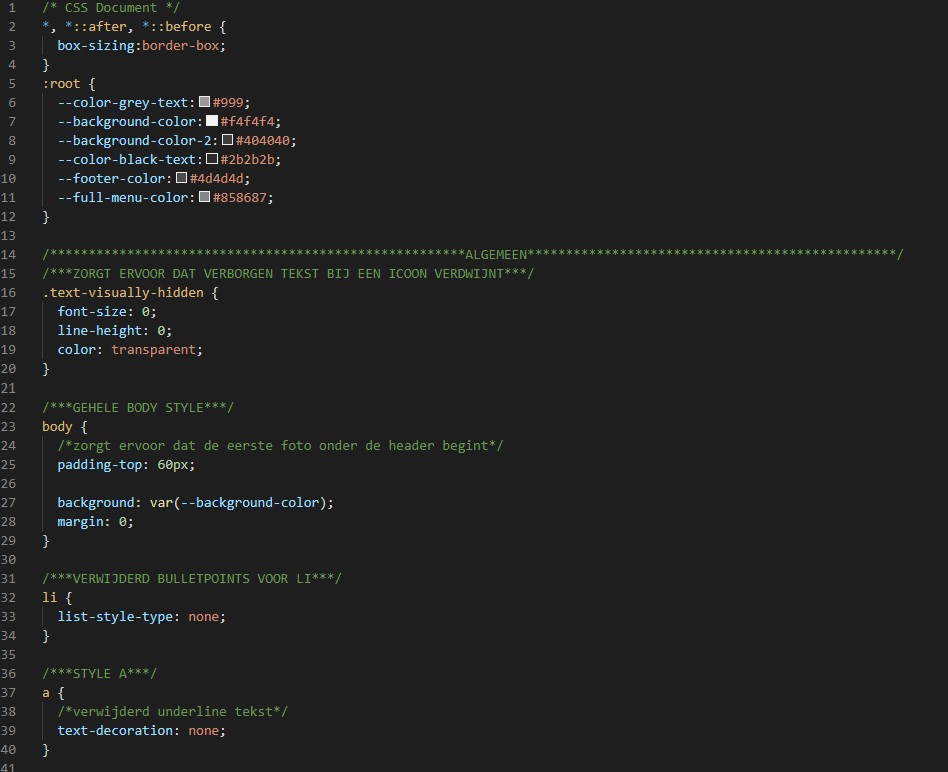 1 /* CSS Document */
2 *, *::after, *::before {
3 box-sizing:border-box;
4 }
5 :root {
6 --color-grey-text:#999;
7 --background-color:#f4f4f4;
8 --background-color-2:#404040;
9 --color-black-text:#2b2b2b;
10 --footer-color:#4d4d4d;
11 --full-menu-color:#858687;
12 }
13
14 /******************************************************ALGEMEEN************************************************/
15 /***ZORGT ERVOOR DAT VERBORGEN TEKST BIJ EEN ICOON VERDWIJNT***/
16 .text-visually-hidden {
17 font-size: 0;
18 line-height: 0;
19 color: transparent;
20 }
21
22 /***GEHELE BODY STYLE***/
23 body {
24 /*zorgt ervoor dat de eerste foto onder de header begint*/
25 padding-top: 60px;
26
27 background: var(--background-color);
28 margin: 0;
29 }
30
31 /***VERWIJDERD BULLETPOINTS VOOR LI***/
32 li {
33 list-style-type: none;
34 }
35
36 /***STYLE A***/
37 a {
38 /*verwijderd underline tekst*/
39 text-decoration: none;
40 }
41